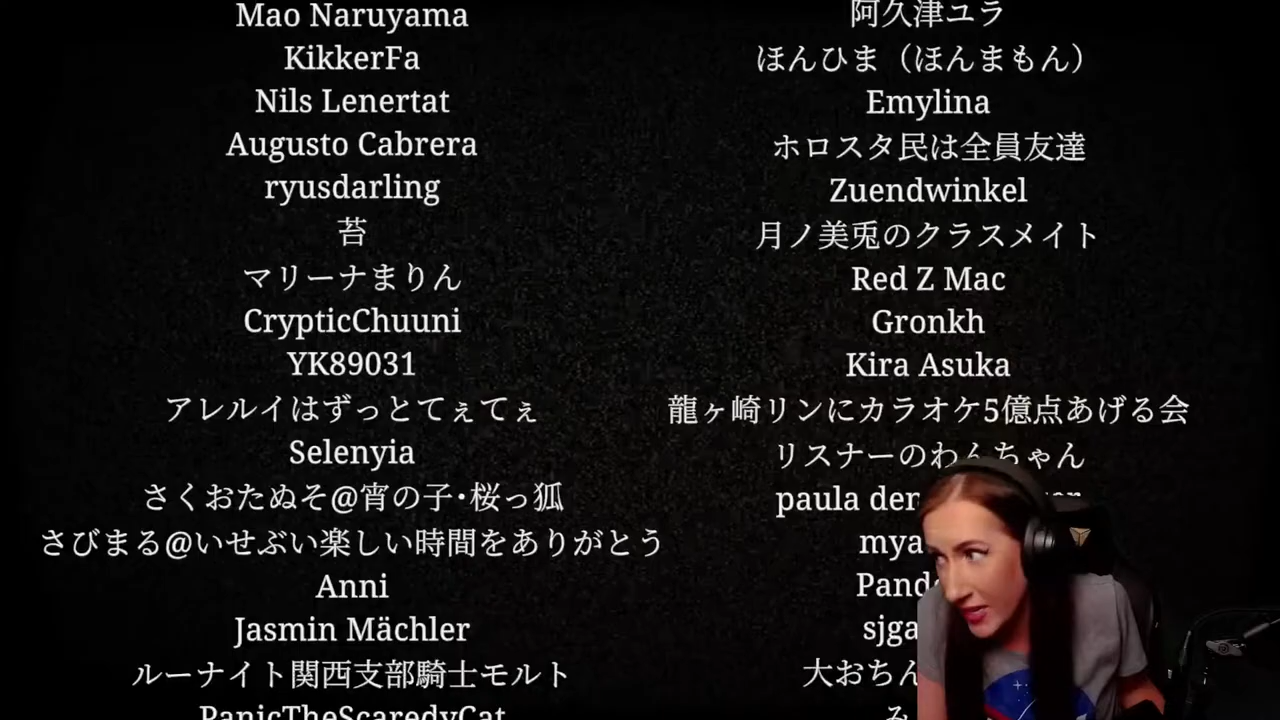 Mao Naruyama
KikkerFa
Nils Lenertat
Augusto Cabrera
ryusdarling
苔
マリーナまりん
CrypticChuuni
YK89031
アレルイはずっとてぇてぇ
Selenyia
さくおたぬそ@宵の子・桜っ狐
さびまる@いせぶい楽しい時間をありがとう
Anni
Jasmin Mächler
ルーナイト関西支部騎士モルト
PanicTheScaredyCat
阿久津ユラ
ほんひま（ほんまもん）
Emylina
ホロスタ民は全員友達
Zuendwinkel
月ノ美兎のクラスメイト
Red Z Mac
Gronkh
Kira Asuka
龍ヶ崎リンにカラオケ5億点あげる会
リスナーのわんちゃん
paula